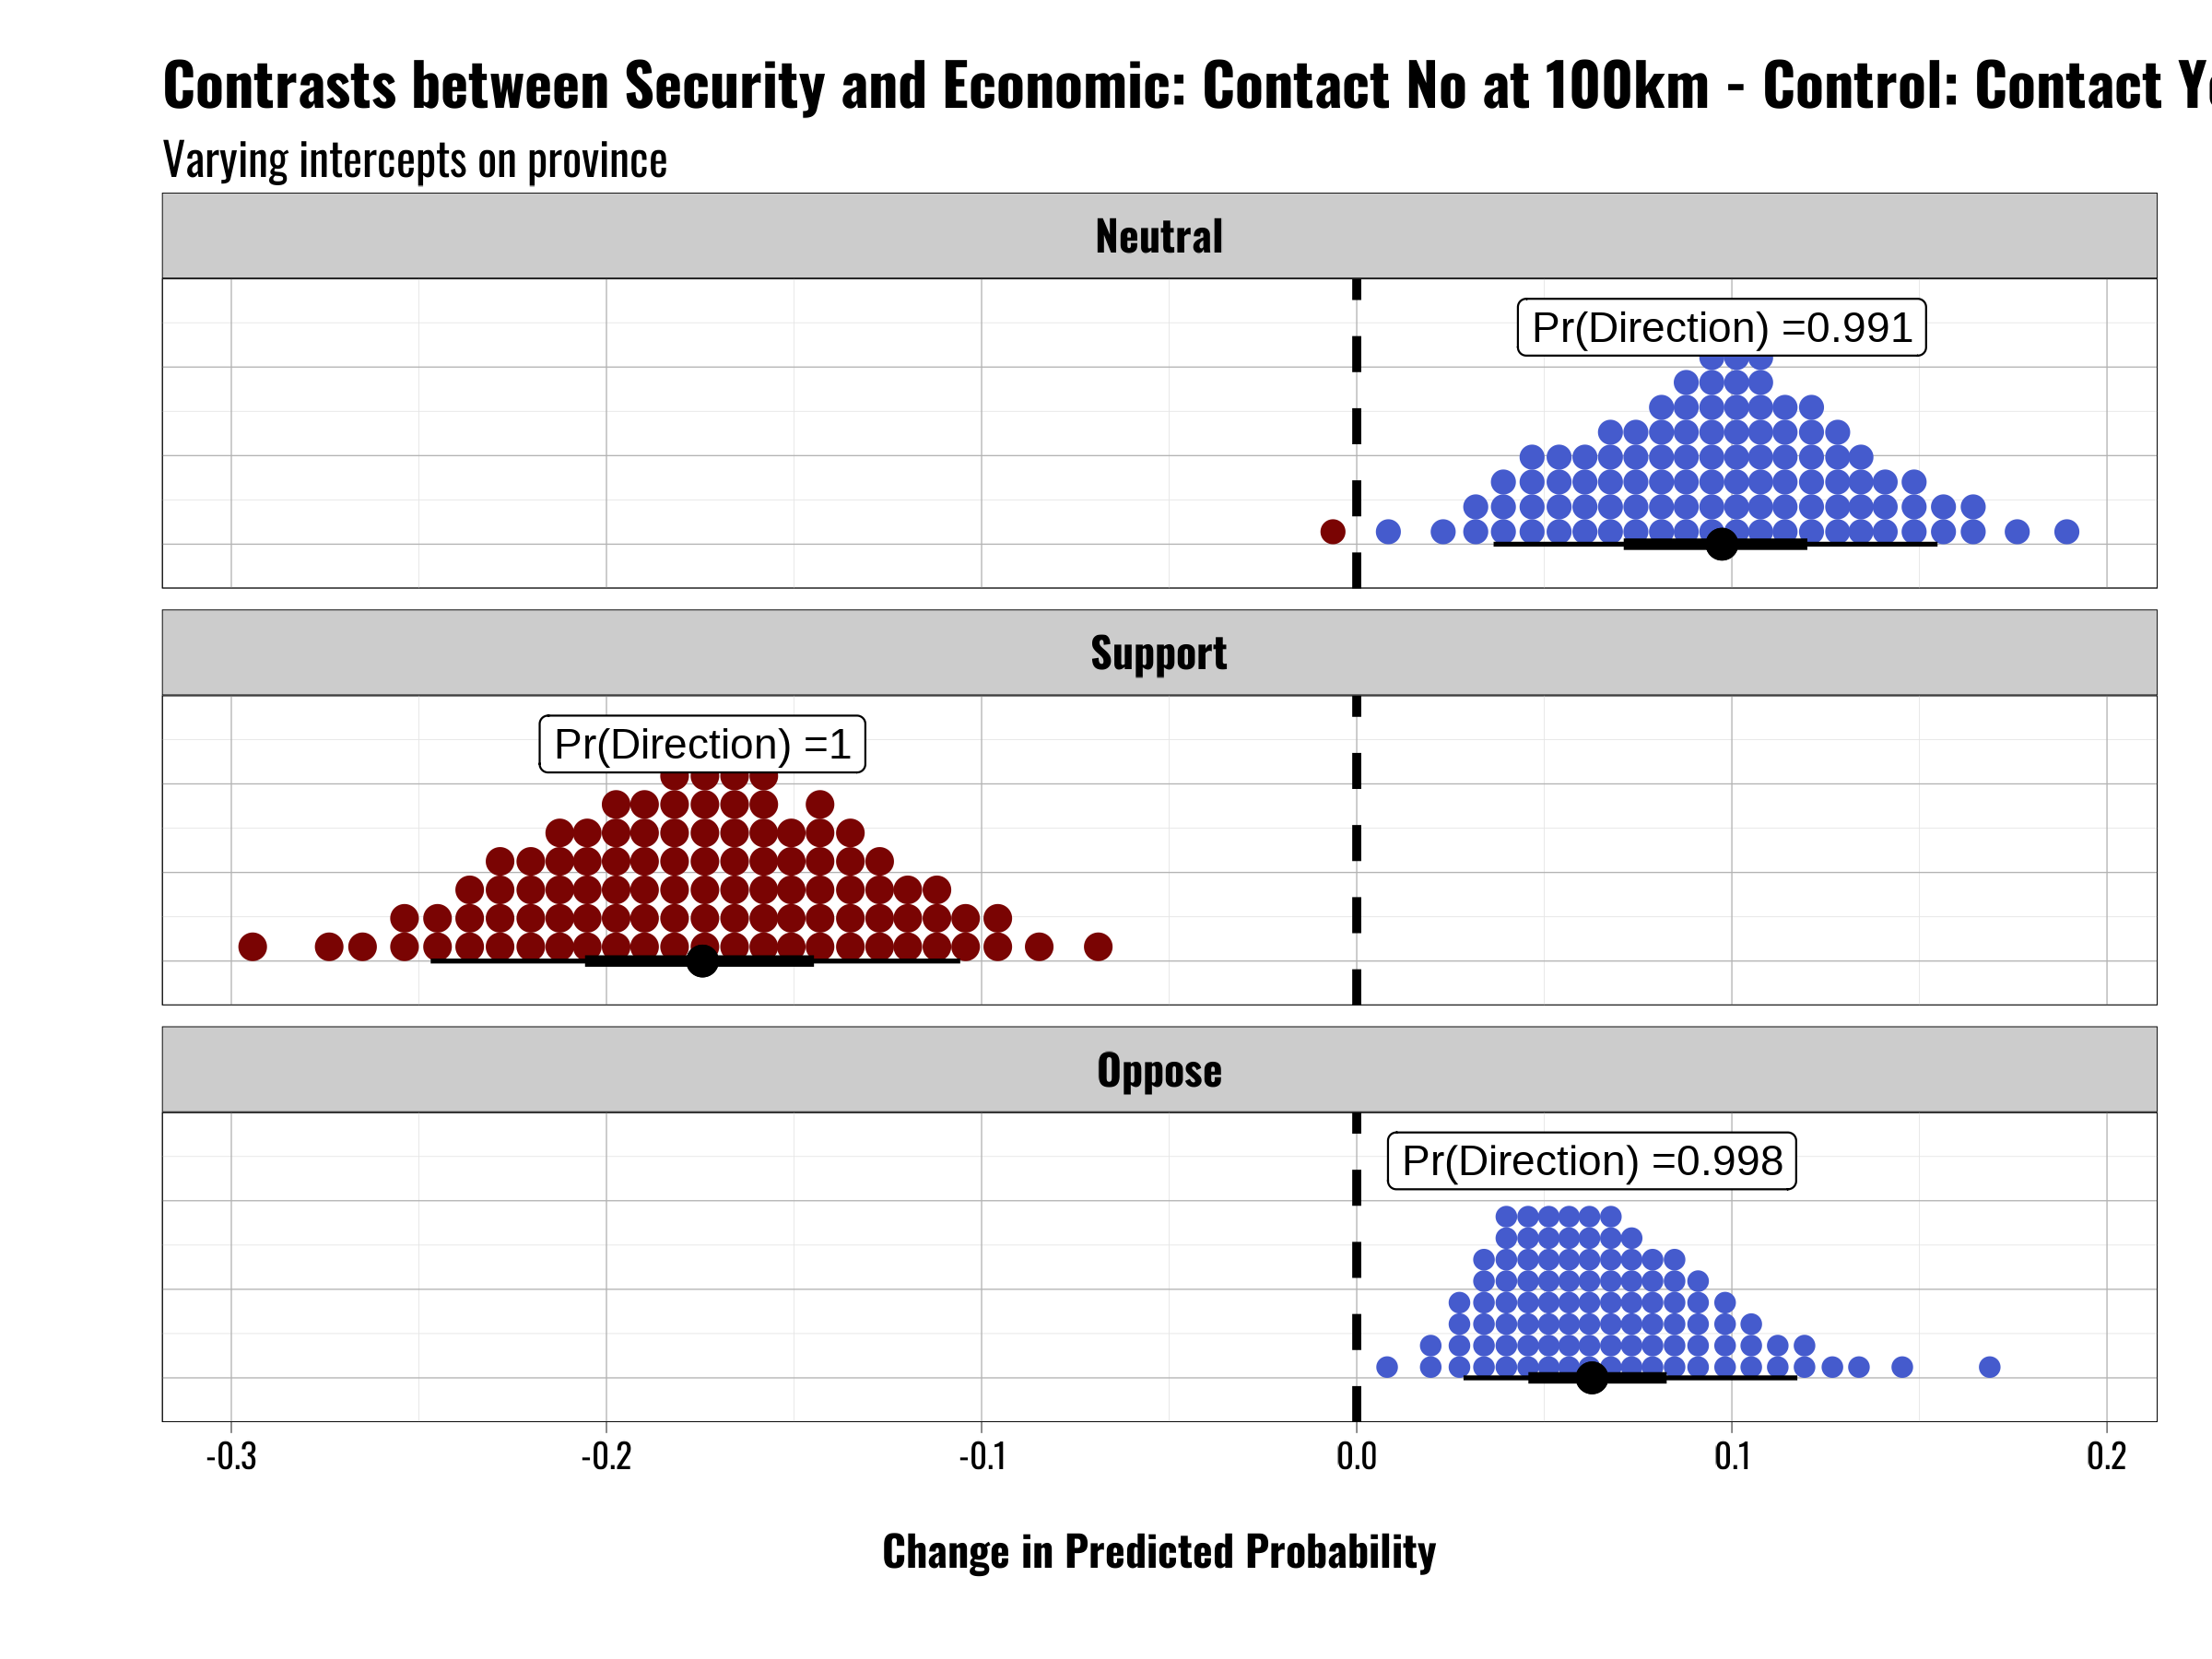 Contrasts between Security and Economic: Contact No at 100km - Control: Contact
Varying intercepts on province
Neutral
Pr(Direction) =0.991
Support
Pr(Direction) =1
Oppose
Pr(Direction) =0.998
-0.3 -0.2 -0.1 0.0 0.1 0.2
Change in Predicted Probability